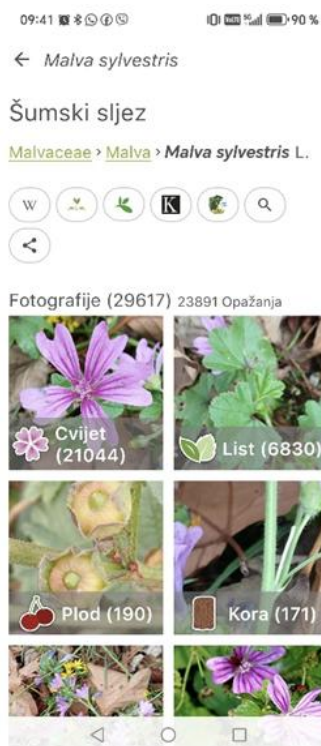 09:41
90 %
← Malva sylvestris
Šumski sljez
Malvaceae › Malva › Malva sylvestris L.
W
K
Fotografije (29617) 23891 Opažanja
Cvijet
(21044)
List (6830)
Plod (190)
Kora (171)